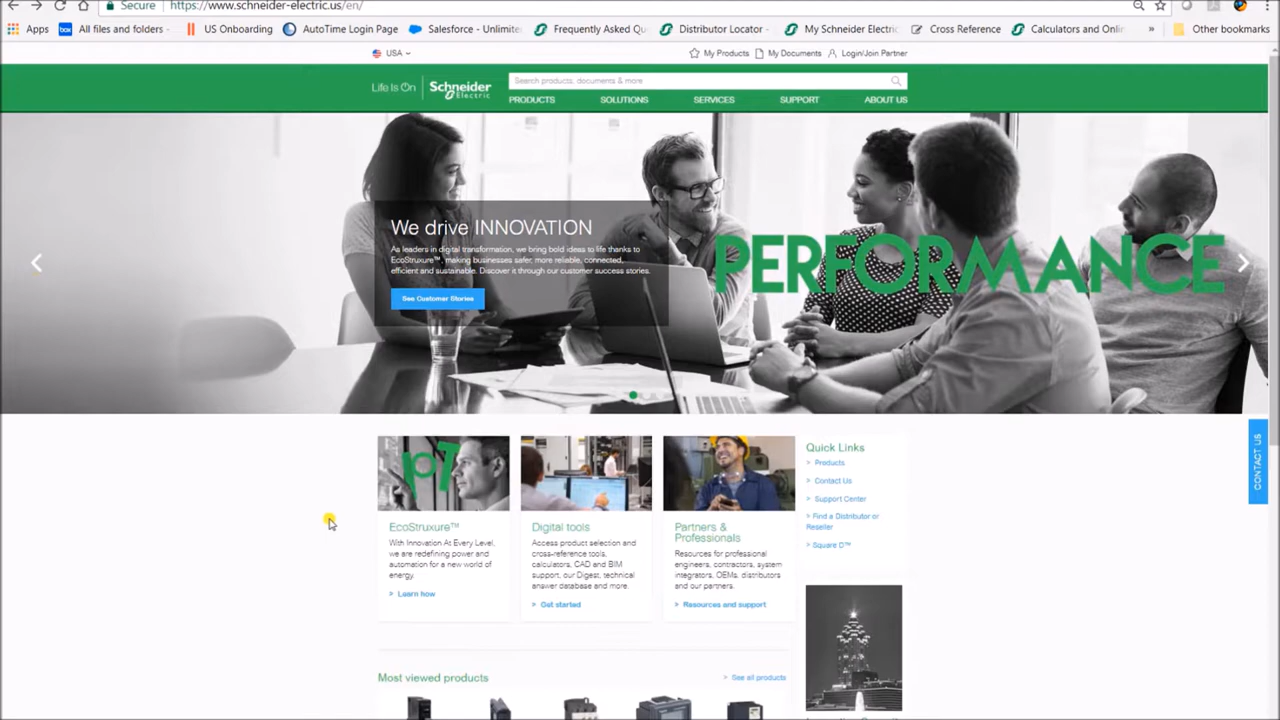 Secure
https://www.schneider-electric.us/en/
Apps
box
All files and folders -
US Onboarding
AutoTime Login Page
Salesforce - Unlimite
Frequently Asked Qu
Distributor Locator -
My Schneider Electric
Cross Reference
Calculators and Onlin
»
Other bookmarks
USA
My Products
My Documents
Login/Join Partner
Life Is On
Schneider
Electric
Search products, documents & more
PRODUCTS
SOLUTIONS
SERVICES
SUPPORT
ABOUT US
We drive INNOVATION
As leaders in digital transformation, we bring bold ideas to life thanks to
EcoStruxure™, making businesses safer, more reliable, connected,
efficient and sustainable. Discover it through our customer success stories.
See Customer Stories
PERFORMANCE
CONTACT US
EcoStruxure™
With Innovation At Every Level,
we are redefining power and
automation for a new world of
energy.
> Learn how
Digital tools
Access product selection and
cross-reference tools,
calculators, CAD and BIM
support, our Digest, technical
answer database and more.
> Get started
Partners &
Professionals
Resources for professional
engineers, contractors, system
integrators, OEMs, distributors
and our partners.
> Resources and support
Quick Links
> Products
> Contact Us
> Support Center
> Find a Distributor or
Reseller
> Square D™
Most viewed products
> See all products